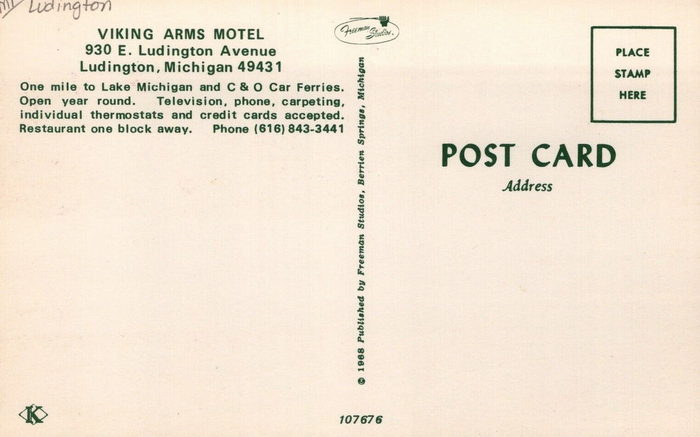 MI Ludington
VIKING ARMS MOTEL
930 E. Ludington Avenue
Ludington, Michigan 49431
One mile to Lake Michigan and C & O Car Ferries.
Open year round. Television, phone, carpeting,
individual thermostats and credit cards accepted.
Restaurant one block away. Phone (616) 843-3441
Freeman
Studios.
© 1968 Published by Freeman Studios, Berrien Springs, Michigan
PLACE
STAMP
HERE
POST CARD
Address
K
107676